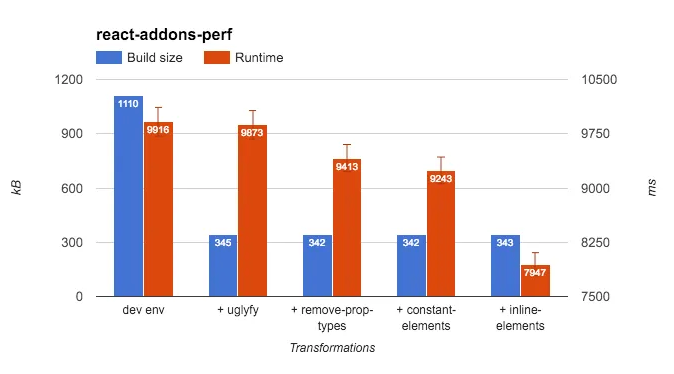 react-addons-perf
Build size Runtime
1200 10500
900 9750
600 9000
300 8250
0 7500
kB
ms
1110 9916
345 9873
342 9413
342 9243
343 7947
dev env + uglyfy + remove-prop- + constant- + inline-
types elements elements
Transformations